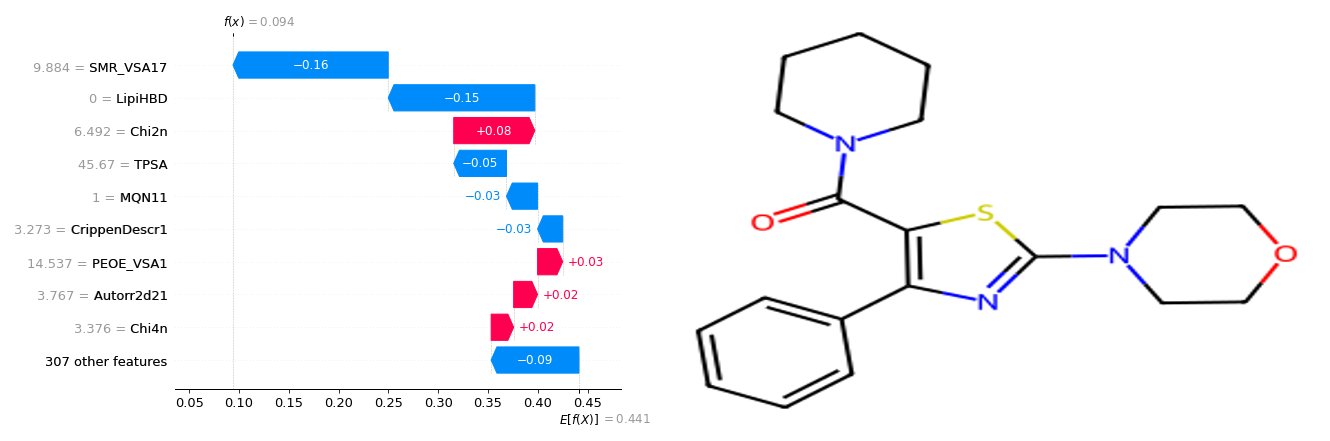 f(x) = 0.094
9.884 = SMR_VSA17
−0.16
0 = LipiHBD
−0.15
6.492 = Chi2n
+0.08
45.67 = TPSA
−0.05
1 = MQN11
−0.03
3.273 = CrippenDescr1
−0.03
14.537 = PEOE_VSA1
+0.03
3.767 = Autorr2d21
+0.02
3.376 = Chi4n
+0.02
307 other features
−0.09
0.05 0.10 0.15 0.20 0.25 0.30 0.35 0.40 0.45
E[f(X)] = 0.441
N
O
S
N
O
N